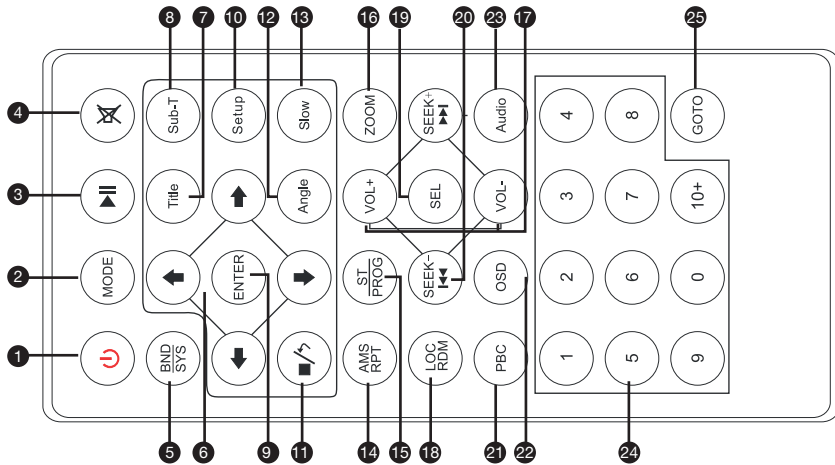 8
7
10
12
13
16
19
20
23
17
25
4
3
2
1
MODE
BND
SYS
Sub-T
Title
Setup
ENTER
Slow
Angle
ZOOM
ST
PROG
AMS
RPT
SEEK+
VOL+
SEL
VOL-
SEEK-
LOC
RDM
Audio
OSD
PBC
4
3
2
1
8
7
6
5
GOTO
10+
0
9
5
6
9
11
14
15
18
21
22
24